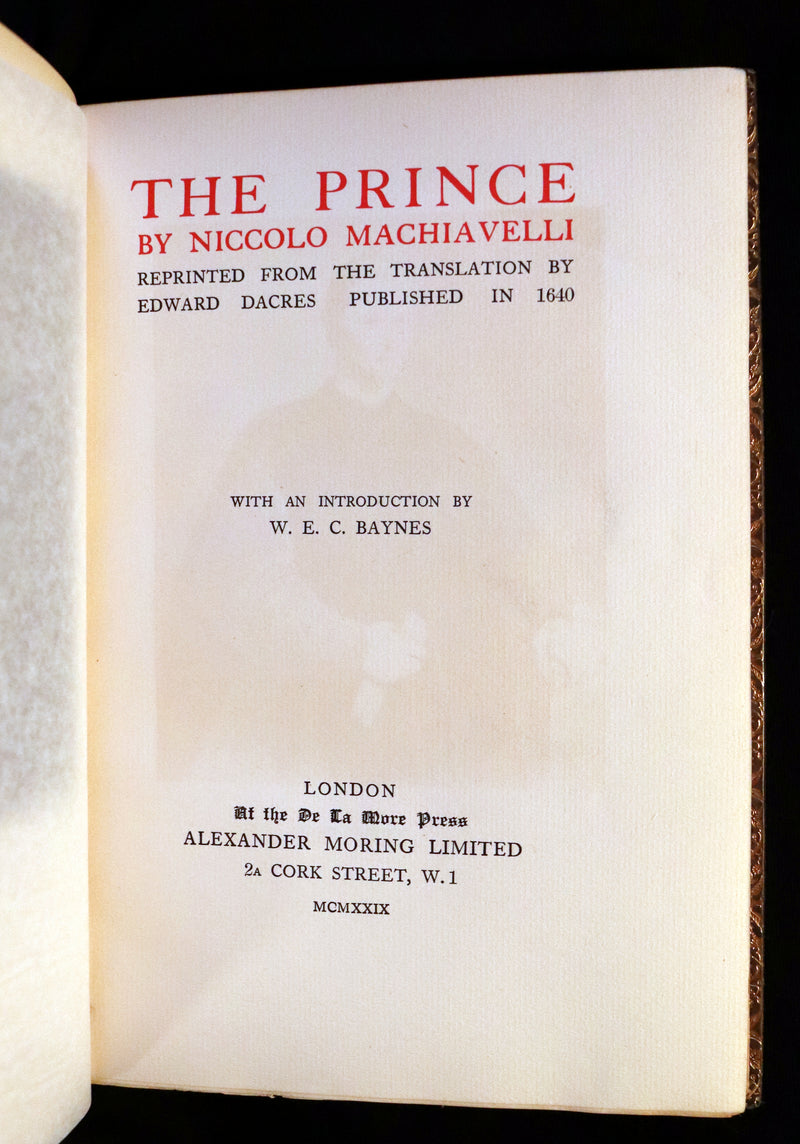 THE PRINCE
BY NICCOLO MACHIAVELLI
REPRINTED FROM THE TRANSLATION BY
EDWARD DACRES PUBLISHED IN 1640
WITH AN INTRODUCTION BY
W. E. C. BAYNES
LONDON
At the De La More Press
ALEXANDER MORING LIMITED
2A CORK STREET, W.1
MCMXXIX